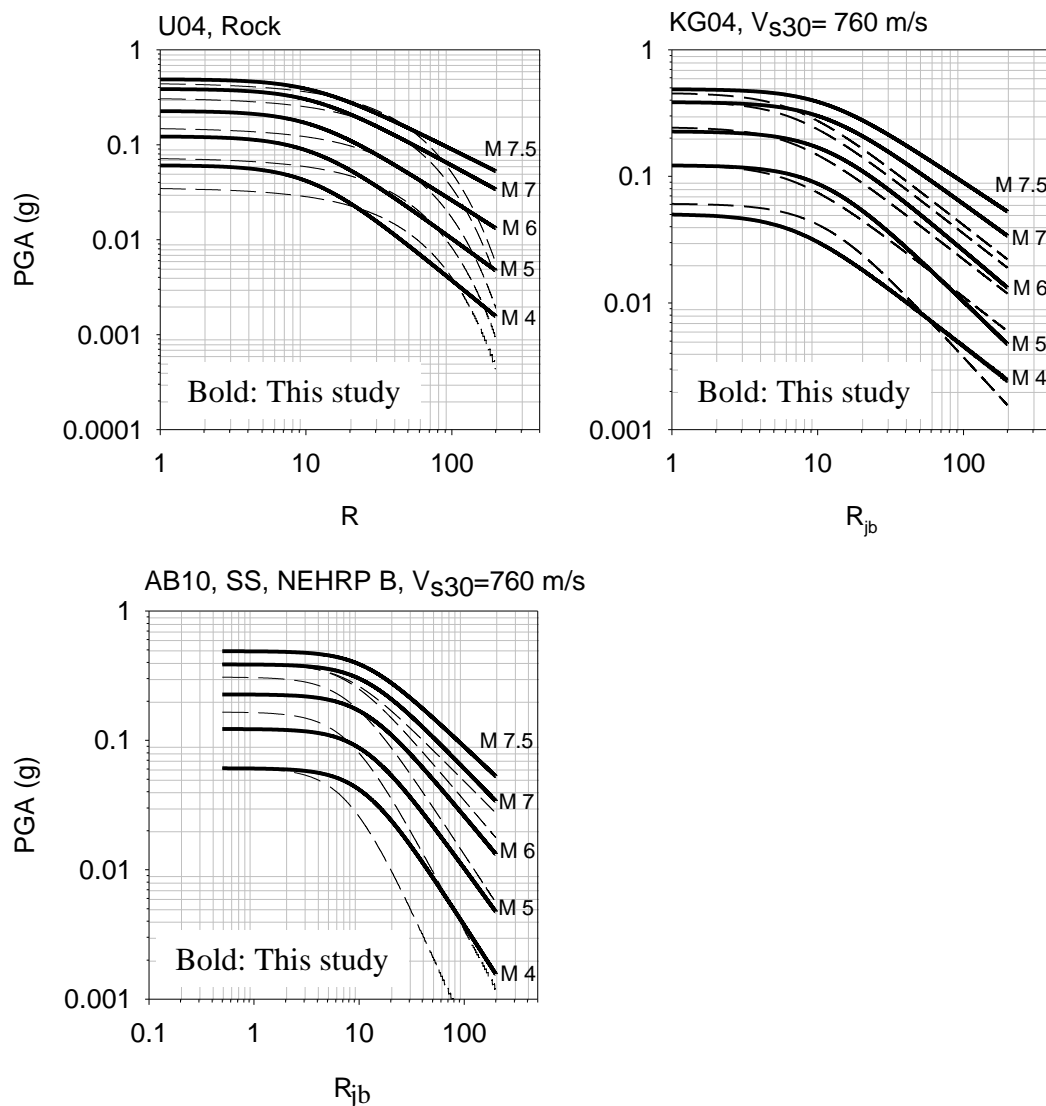 U04, Rock
1
0.1
0.01
0.001
0.0001
PGA (g)
M 7.5
M 7
M 6
M 5
M 4
Bold: This study
1
10
100
R
KG04, Vs30= 760 m/s
1
0.1
0.01
0.001
M 7.5
M 7
M 6
M 5
M 4
Bold: This study
1
10
100
Rjb
AB10, SS, NEHRP B, Vs30=760 m/s
1
0.1
0.01
0.001
PGA (g)
M 7.5
M 7
M 6
M 5
M 4
Bold: This study
0.1
1
10
100
Rjb